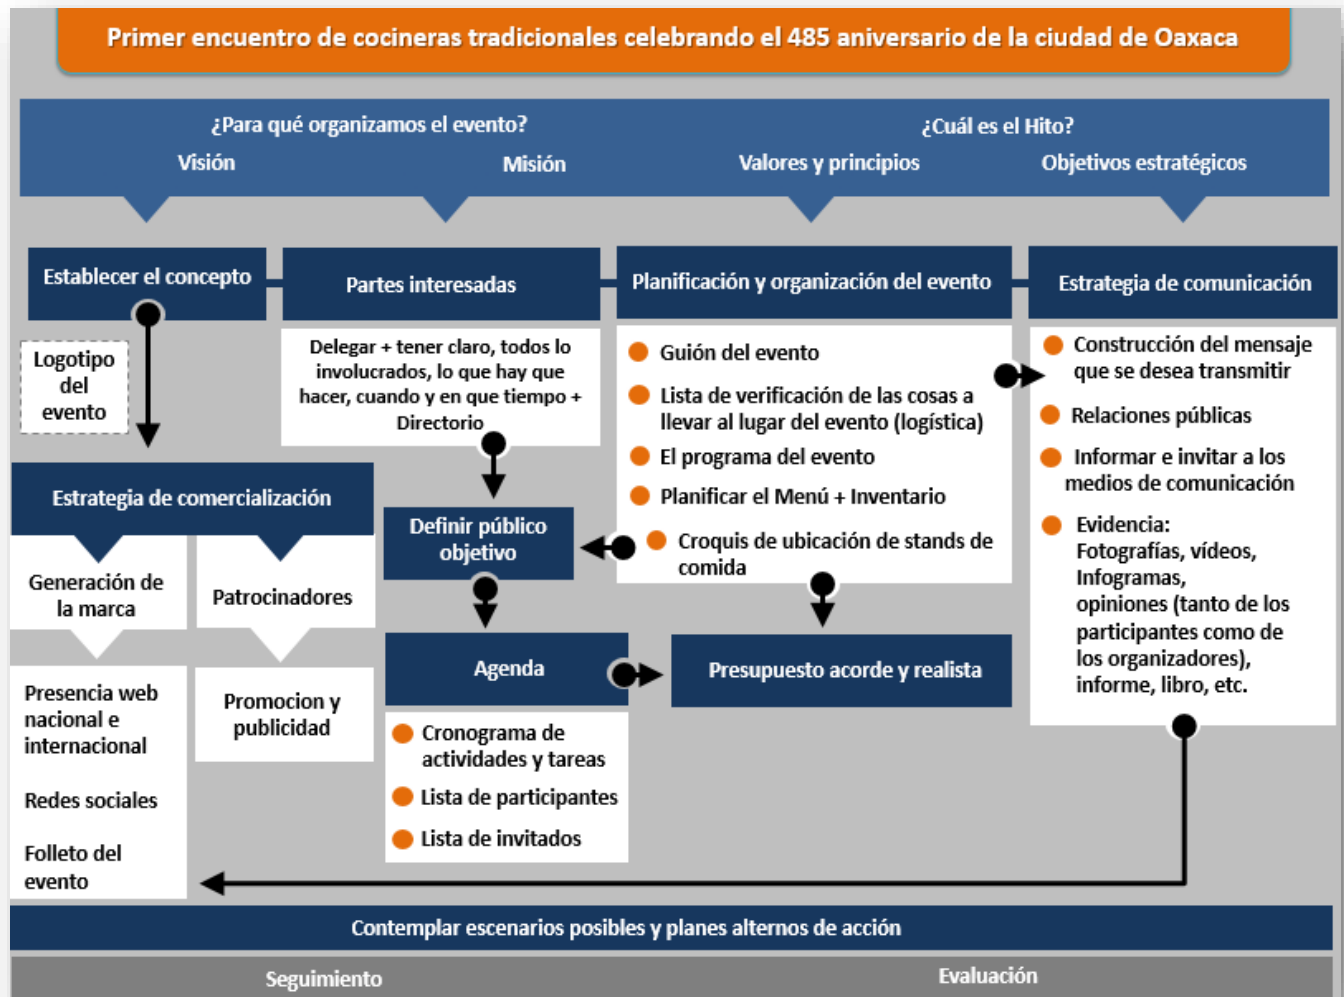 Primer encuentro de cocineras tradicionales celebrando el 485 aniversario de la ciudad de Oaxaca
¿Para qué organizamos el evento?
¿Cuál es el Hito?
Visión
Misión
Valores y principios
Objetivos estratégicos
Establecer el concepto
Partes interesadas
Planificación y organización del evento
Estrategia de comunicación
Logotipo
del
evento
Delegar + tener claro, todos lo
involucrados, lo que hay que
hacer, cuando y en que tiempo +
Directorio
Guión del evento
Lista de verificación de las cosas a
llevar al lugar del evento (logística)
El programa del evento
Planificar el Menú + Inventario
Croquis de ubicación de stands de
comida
Construcción del mensaje
que se desea transmitir
Relaciones públicas
Informar e invitar a los
medios de comunicación
Evidencia:
Fotografías, vídeos,
Infogramas,
opiniones (tanto de los
participantes como de
los organizadores),
informe, libro, etc.
Estrategia de comercialización
Generación de
la marca
Patrocinadores
Presencia web
nacional e
internacional
Redes sociales
Folleto del
evento
Promocion y
publicidad
Definir público
objetivo
Agenda
Cronograma de
actividades y tareas
Lista de participantes
Lista de invitados
Presupuesto acorde y realista
Contemplar escenarios posibles y planes alternos de acción
Seguimiento
Evaluación